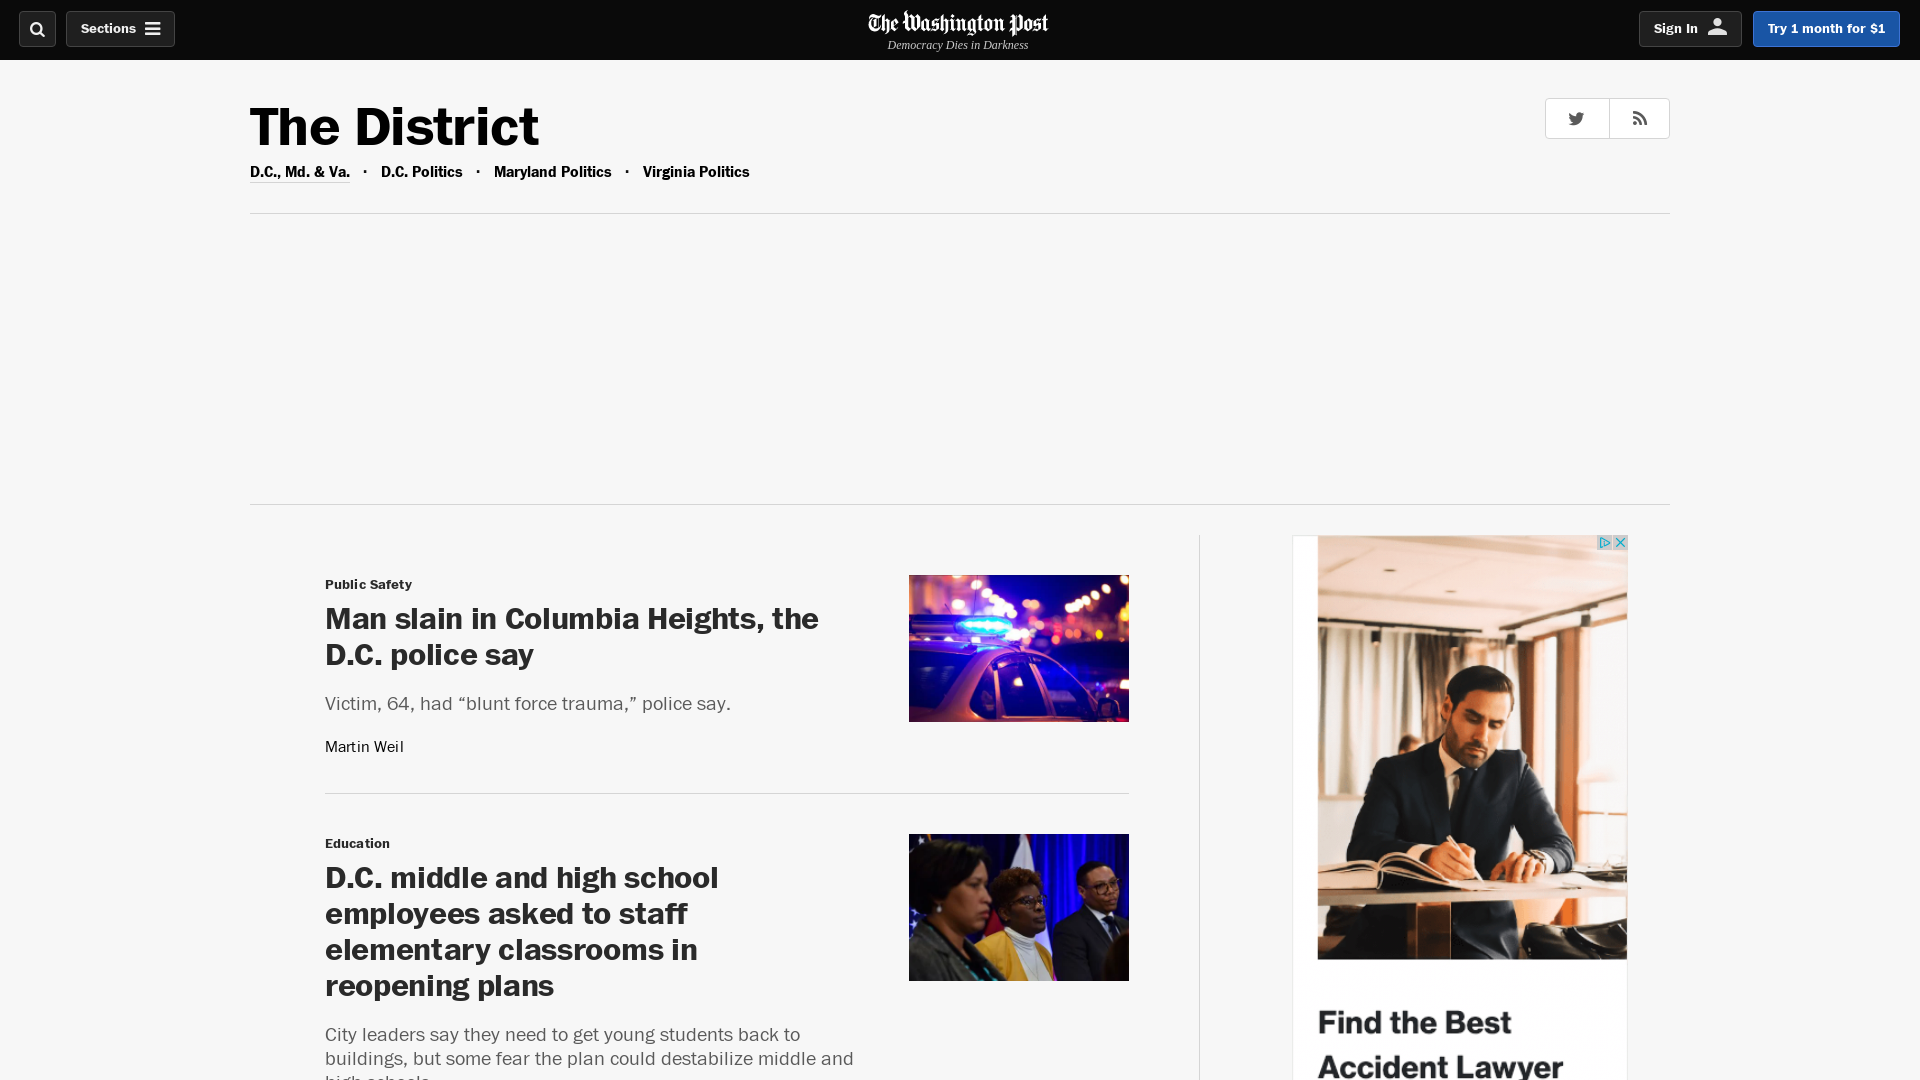 Sections
The Washington Post
Democracy Dies in Darkness
Sign In
Try 1 month for $1
The District
D.C., Md. & Va. · D.C. Politics · Maryland Politics · Virginia Politics
Public Safety
Man slain in Columbia Heights, the
D.C. police say
Victim, 64, had “blunt force trauma,” police say.
Martin Weil
Education
D.C. middle and high school
employees asked to staff
elementary classrooms in
reopening plans
City leaders say they need to get young students back to
buildings, but some fear the plan could destabilize middle and
high schools
Find the Best
Accident Lawyer